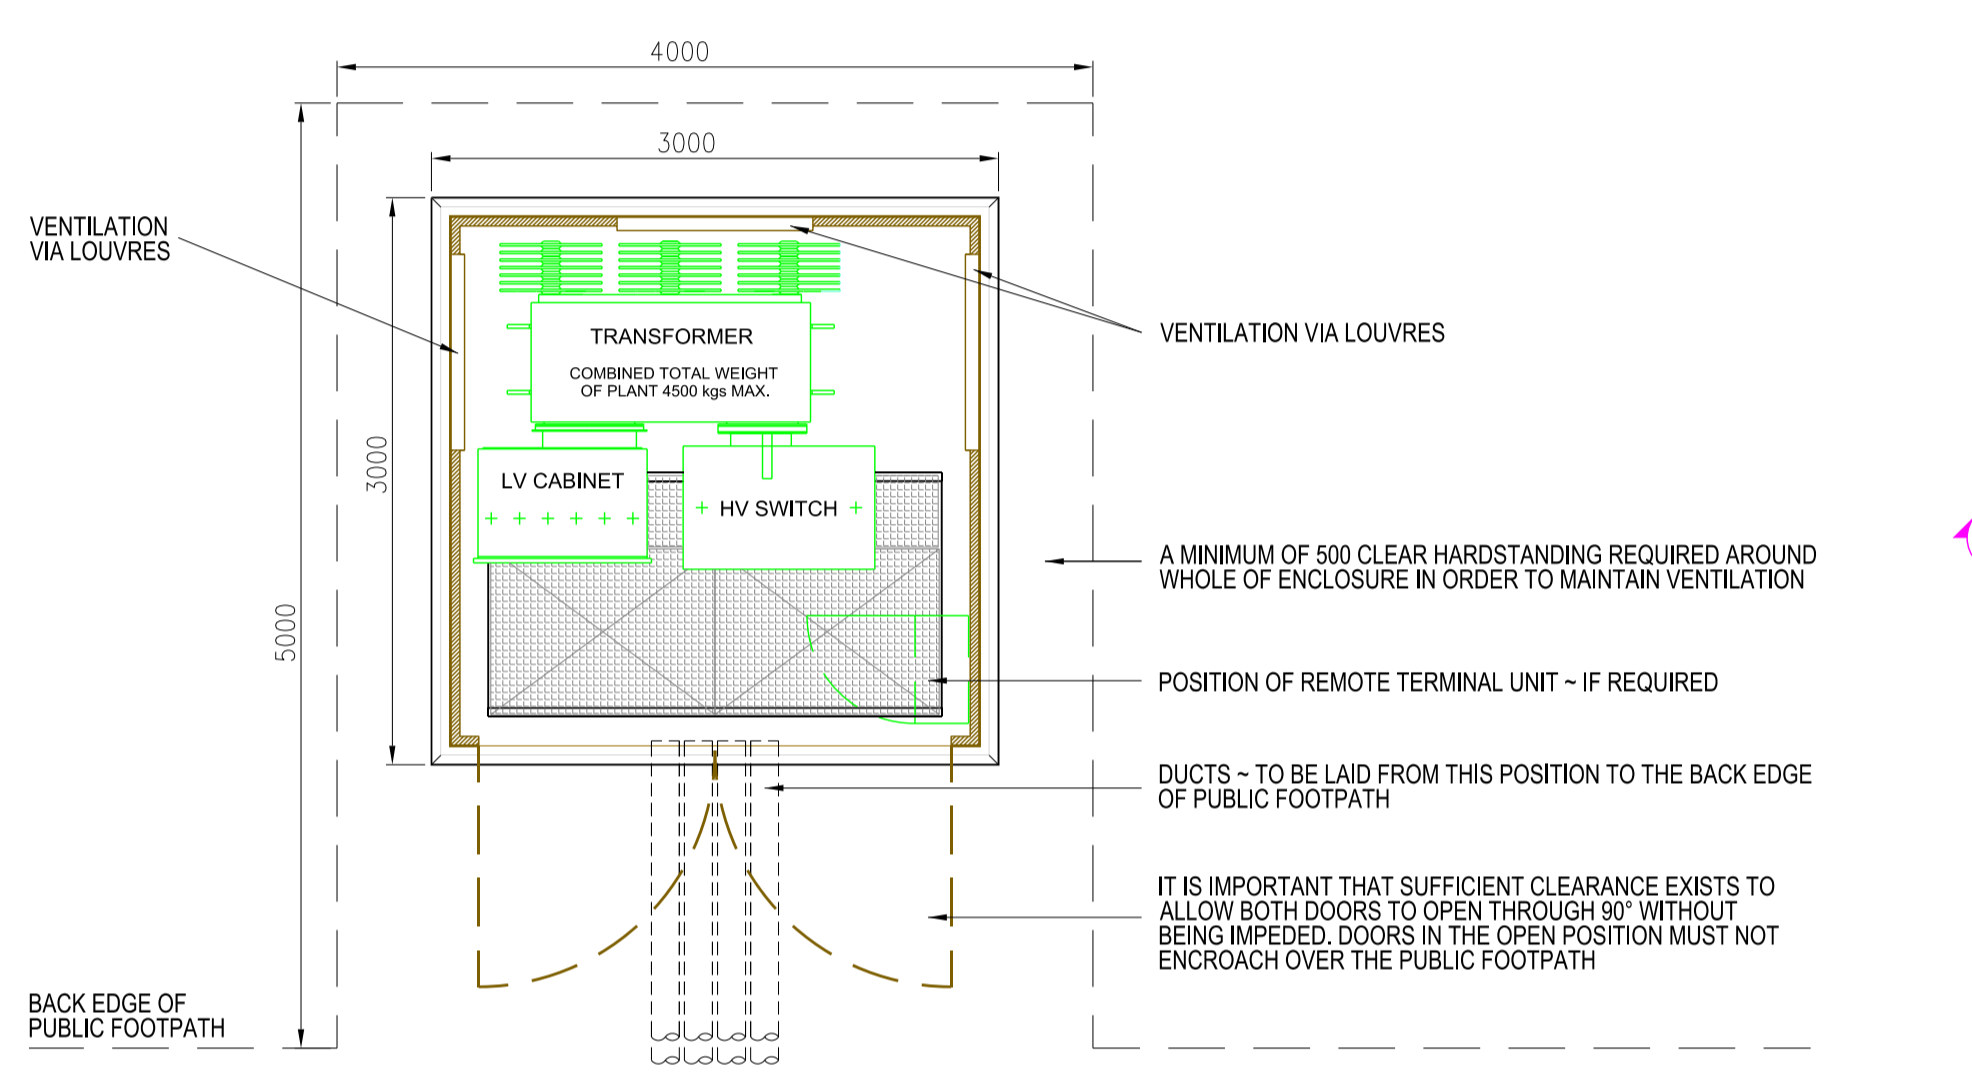 4000
3000
VENTILATION
VIA LOUVRES
TRANSFORMER
COMBINED TOTAL WEIGHT
OF PLANT 4500 kgs MAX.
VENTILATION VIA LOUVRES
3000
LV CABINET
HV SWITCH
5000
A MINIMUM OF 500 CLEAR HARDSTANDING REQUIRED AROUND
WHOLE OF ENCLOSURE IN ORDER TO MAINTAIN VENTILATION
POSITION OF REMOTE TERMINAL UNIT ~ IF REQUIRED
DUCTS ~ TO BE LAID FROM THIS POSITION TO THE BACK EDGE
OF PUBLIC FOOTPATH
IT IS IMPORTANT THAT SUFFICIENT CLEARANCE EXISTS TO
ALLOW BOTH DOORS TO OPEN THROUGH 90° WITHOUT
BEING IMPEDED. DOORS IN THE OPEN POSITION MUST NOT
ENCROACH OVER THE PUBLIC FOOTPATH
BACK EDGE OF
PUBLIC FOOTPATH